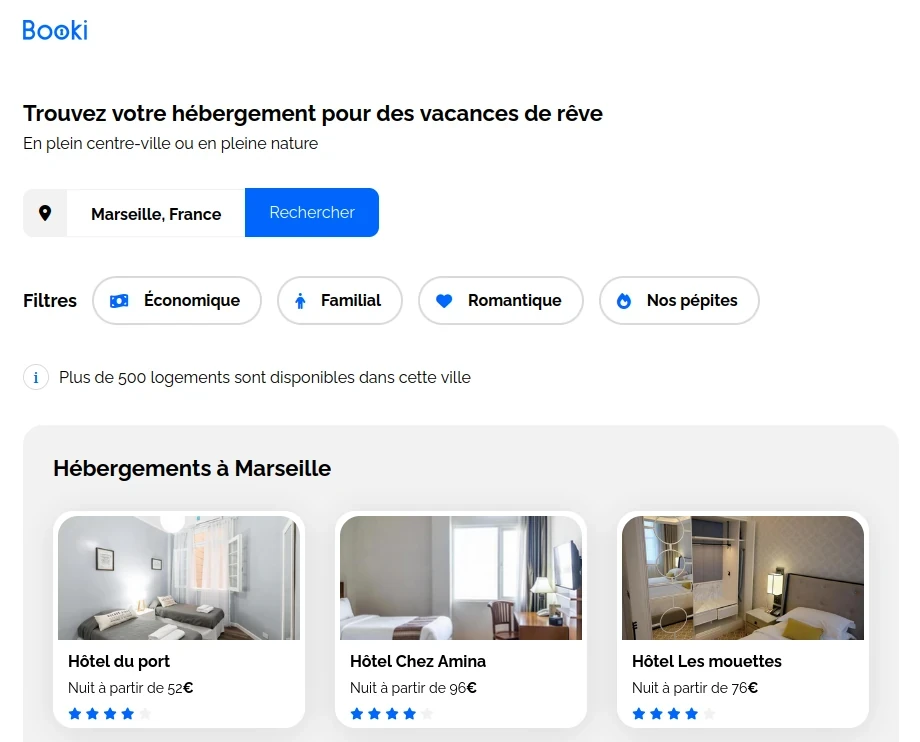 Booki
Trouvez votre hébergement pour des vacances de rêve
En plein centre-ville ou en pleine nature
Marseille, France
Rechercher
Filtres
Économique
Familial
Romantique
Nos pépites
i
Plus de 500 logements sont disponibles dans cette ville
Hébergements à Marseille
Hôtel du port
Nuit à partir de 52€
Hôtel Chez Amina
Nuit à partir de 96€
Hôtel Les mouettes
Nuit à partir de 76€